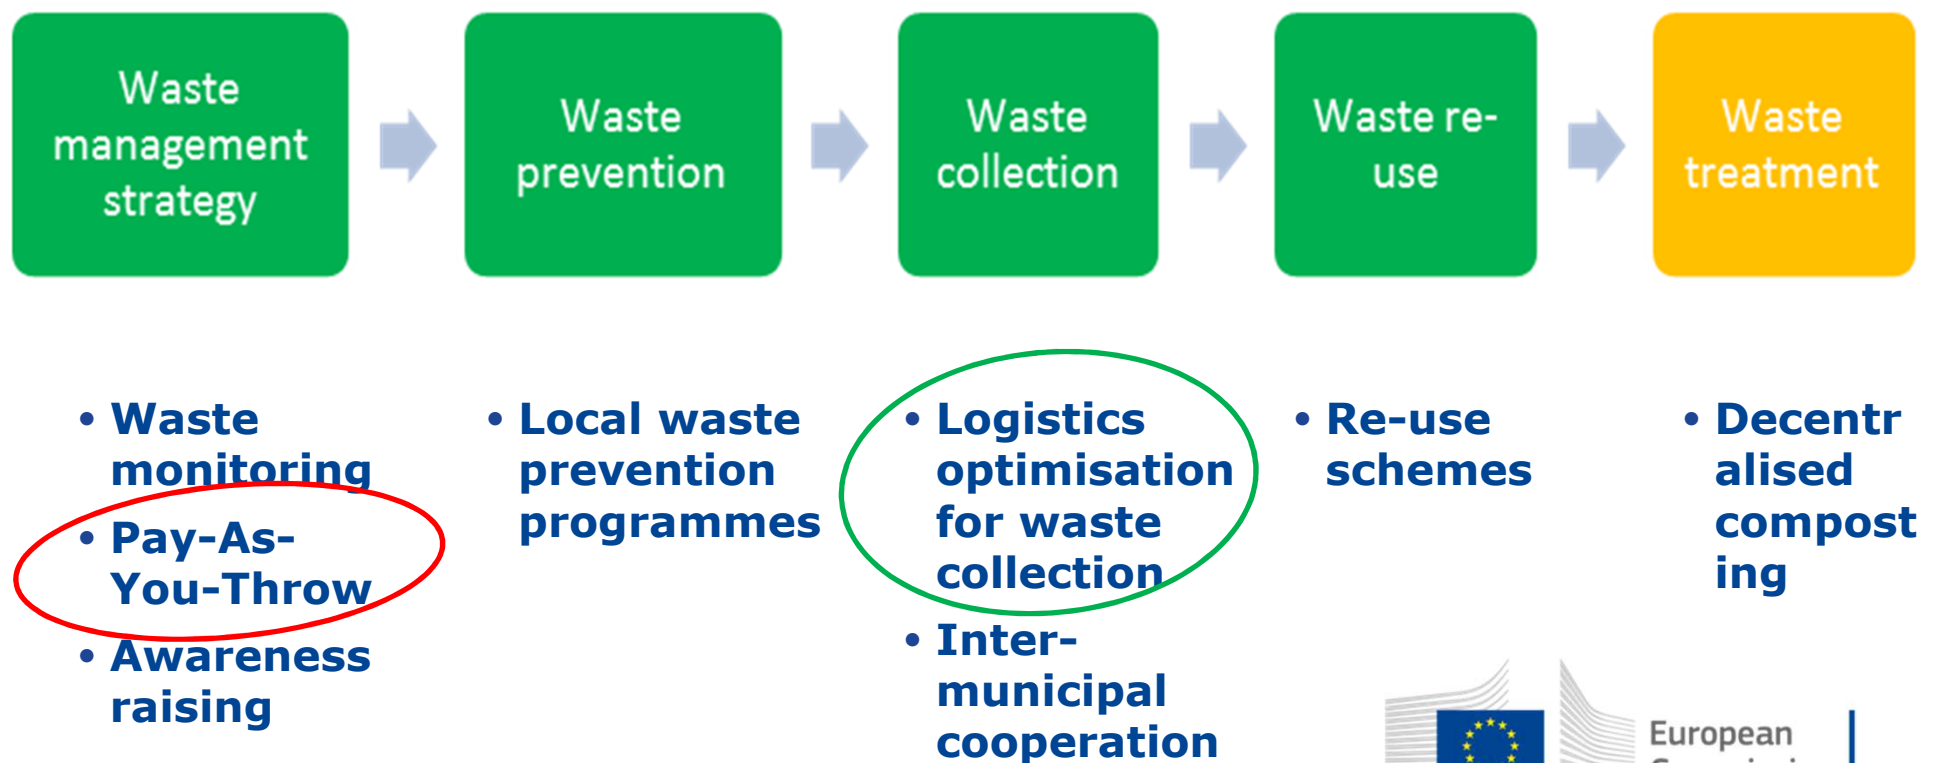 Waste
management
strategy
Waste
prevention
Waste
collection
Waste re-
use
Waste
treatment
• Waste
monitoring
• Pay-As-
You-Throw
• Awareness
raising
• Local waste
prevention
programmes
• Logistics
optimisation
for waste
collection
• Inter-
municipal
cooperation
• Re-use
schemes
• Decentr
alised
compost
ing
European